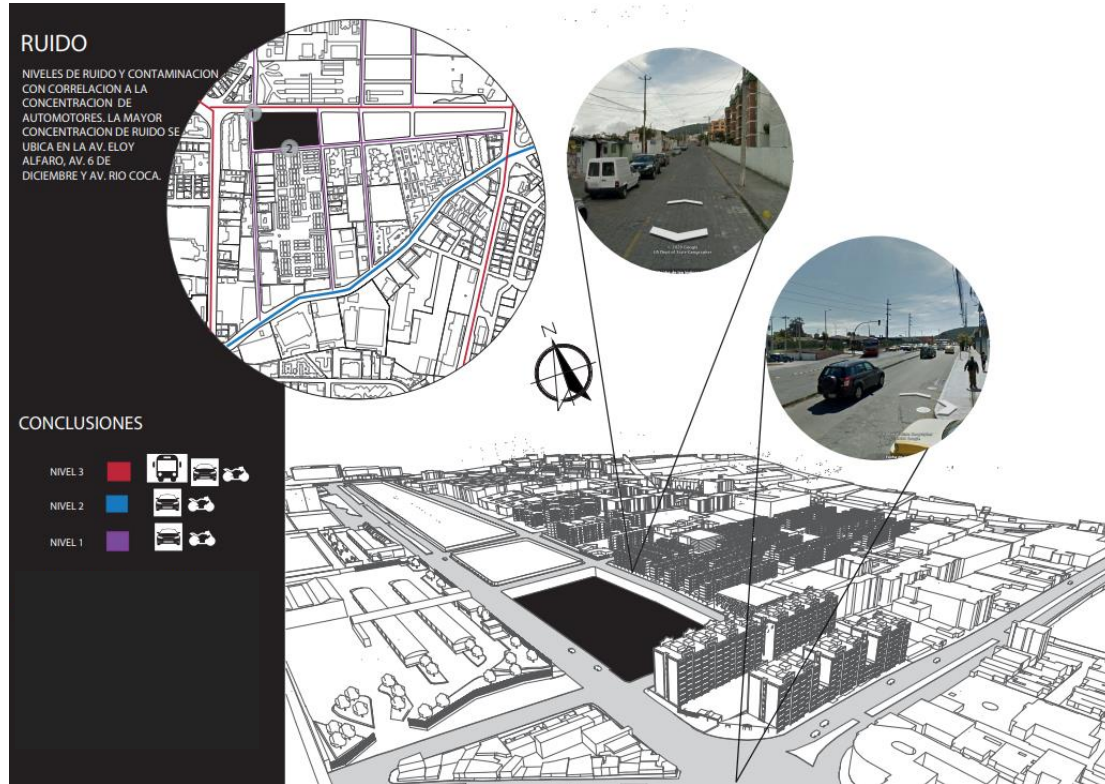 RUIDO
NIVELES DE RUIDO Y CONTAMINACION
CON CORRELACION A LA
CONCENTRACION DE
AUTOMOTORES. LA MAYOR
CONCENTRACION DE RUIDO SE
UBICA EN LA AV. ELOY
ALFARO, AV. 6 DE
DICIEMBRE Y AV. RIO COCA.
1
2
N
CONCLUSIONES
NIVEL 3
NIVEL 2
NIVEL 1